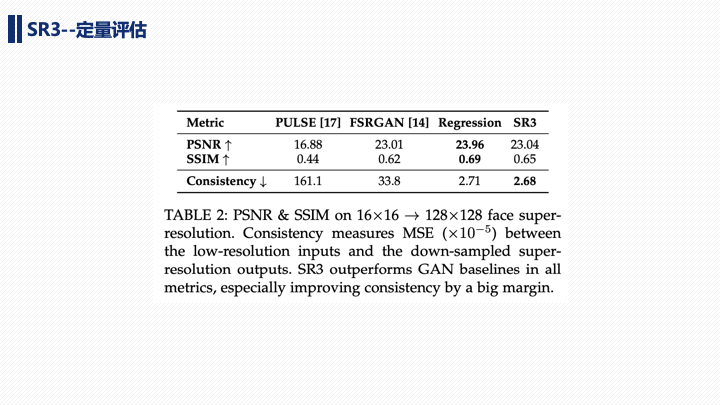 SR3--定量评估
Metric PULSE [17] FSRGAN [14] Regression SR3
PSNR ↑ 16.88 23.01 23.96 23.04
SSIM ↑ 0.44 0.62 0.69 0.65
Consistency ↓ 161.1 33.8 2.71 2.68
TABLE 2: PSNR & SSIM on 16×16 → 128×128 face super-
resolution. Consistency measures MSE (×10⁻⁵) between
the low-resolution inputs and the down-sampled super-
resolution outputs. SR3 outperforms GAN baselines in all
metrics, especially improving consistency by a big margin.